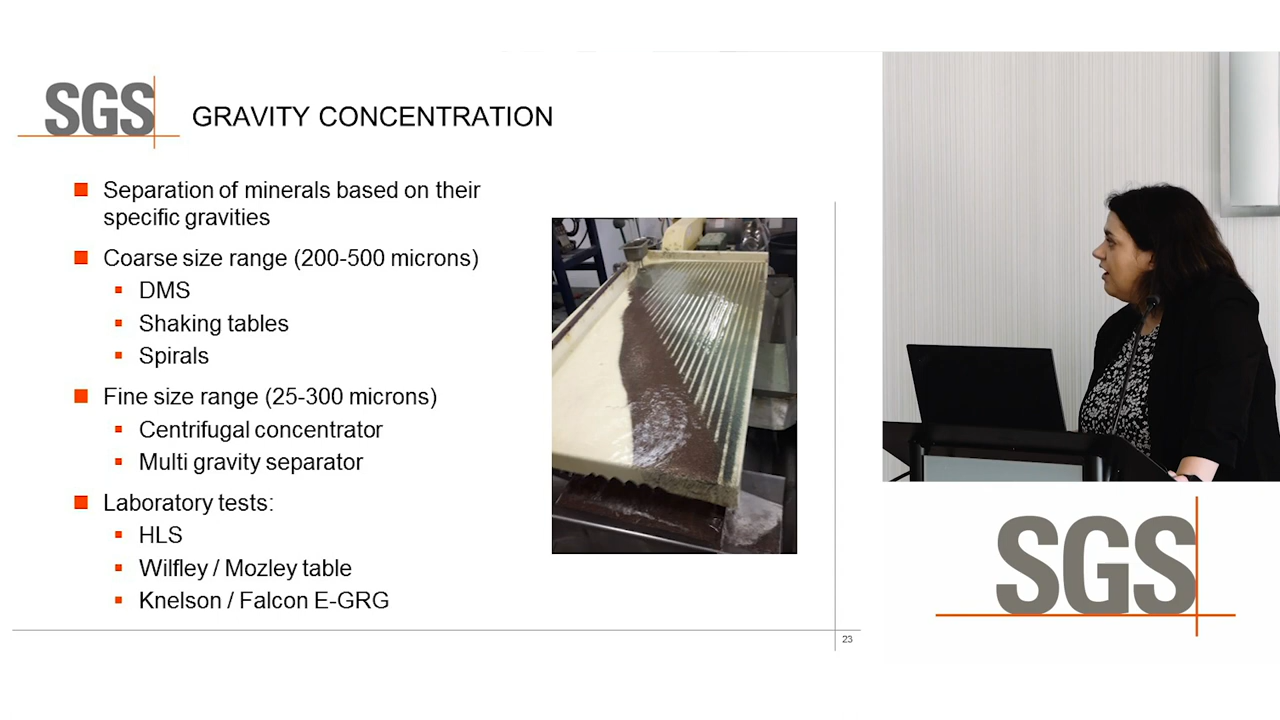 SGS
GRAVITY CONCENTRATION
Separation of minerals based on their
specific gravities
Coarse size range (200-500 microns)
DMS
Shaking tables
Spirals
Fine size range (25-300 microns)
Centrifugal concentrator
Multi gravity separator
Laboratory tests:
HLS
Wilfley / Mozley table
Knelson / Falcon E-GRG
23
SGS